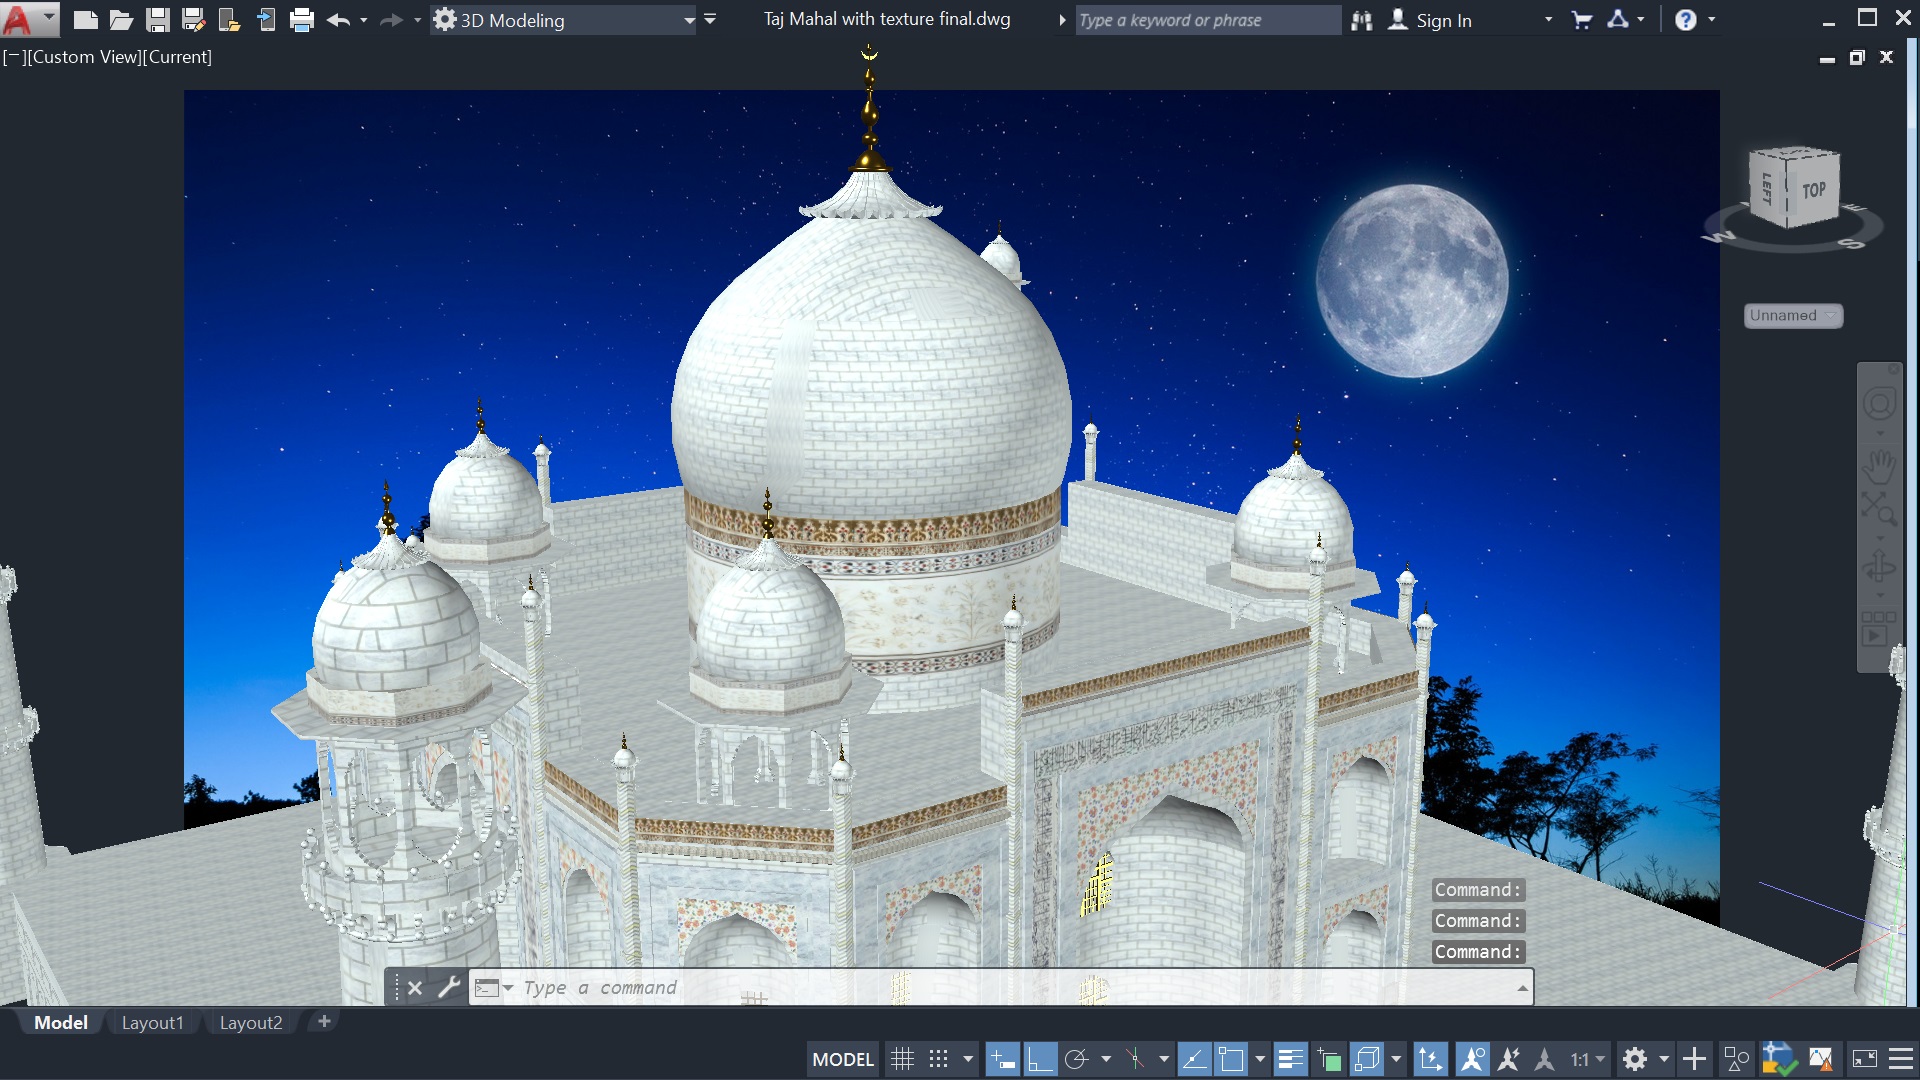 A
3D Modeling
Taj Mahal with texture final.dwg
Type a keyword or phrase
Sign In
?
[−][Custom View][Current]
LEFT
TOP
W
S
E
Unnamed
Command:
Command:
Command:
Type a command
Model
Layout1
Layout2
+
MODEL
1:1